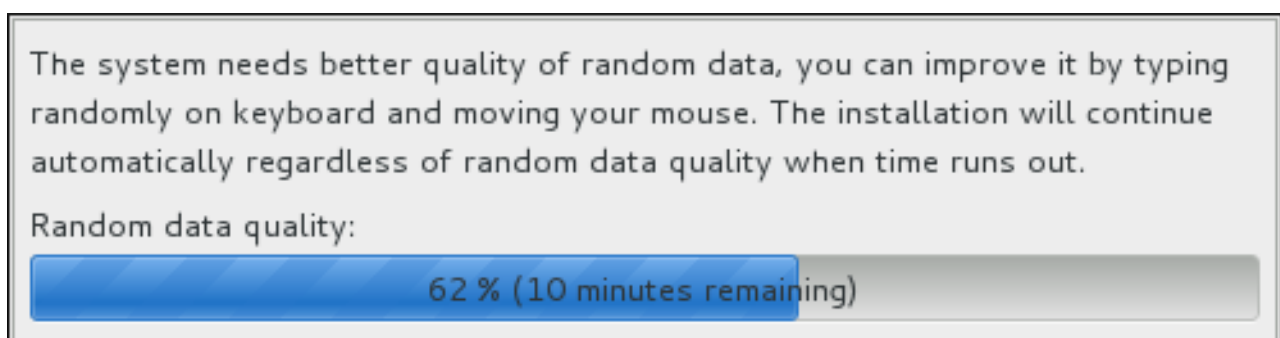 The system needs better quality of random data, you can improve it by typing
randomly on keyboard and moving your mouse. The installation will continue
automatically regardless of random data quality when time runs out.
Random data quality:
62 % (10 minutes remaining)